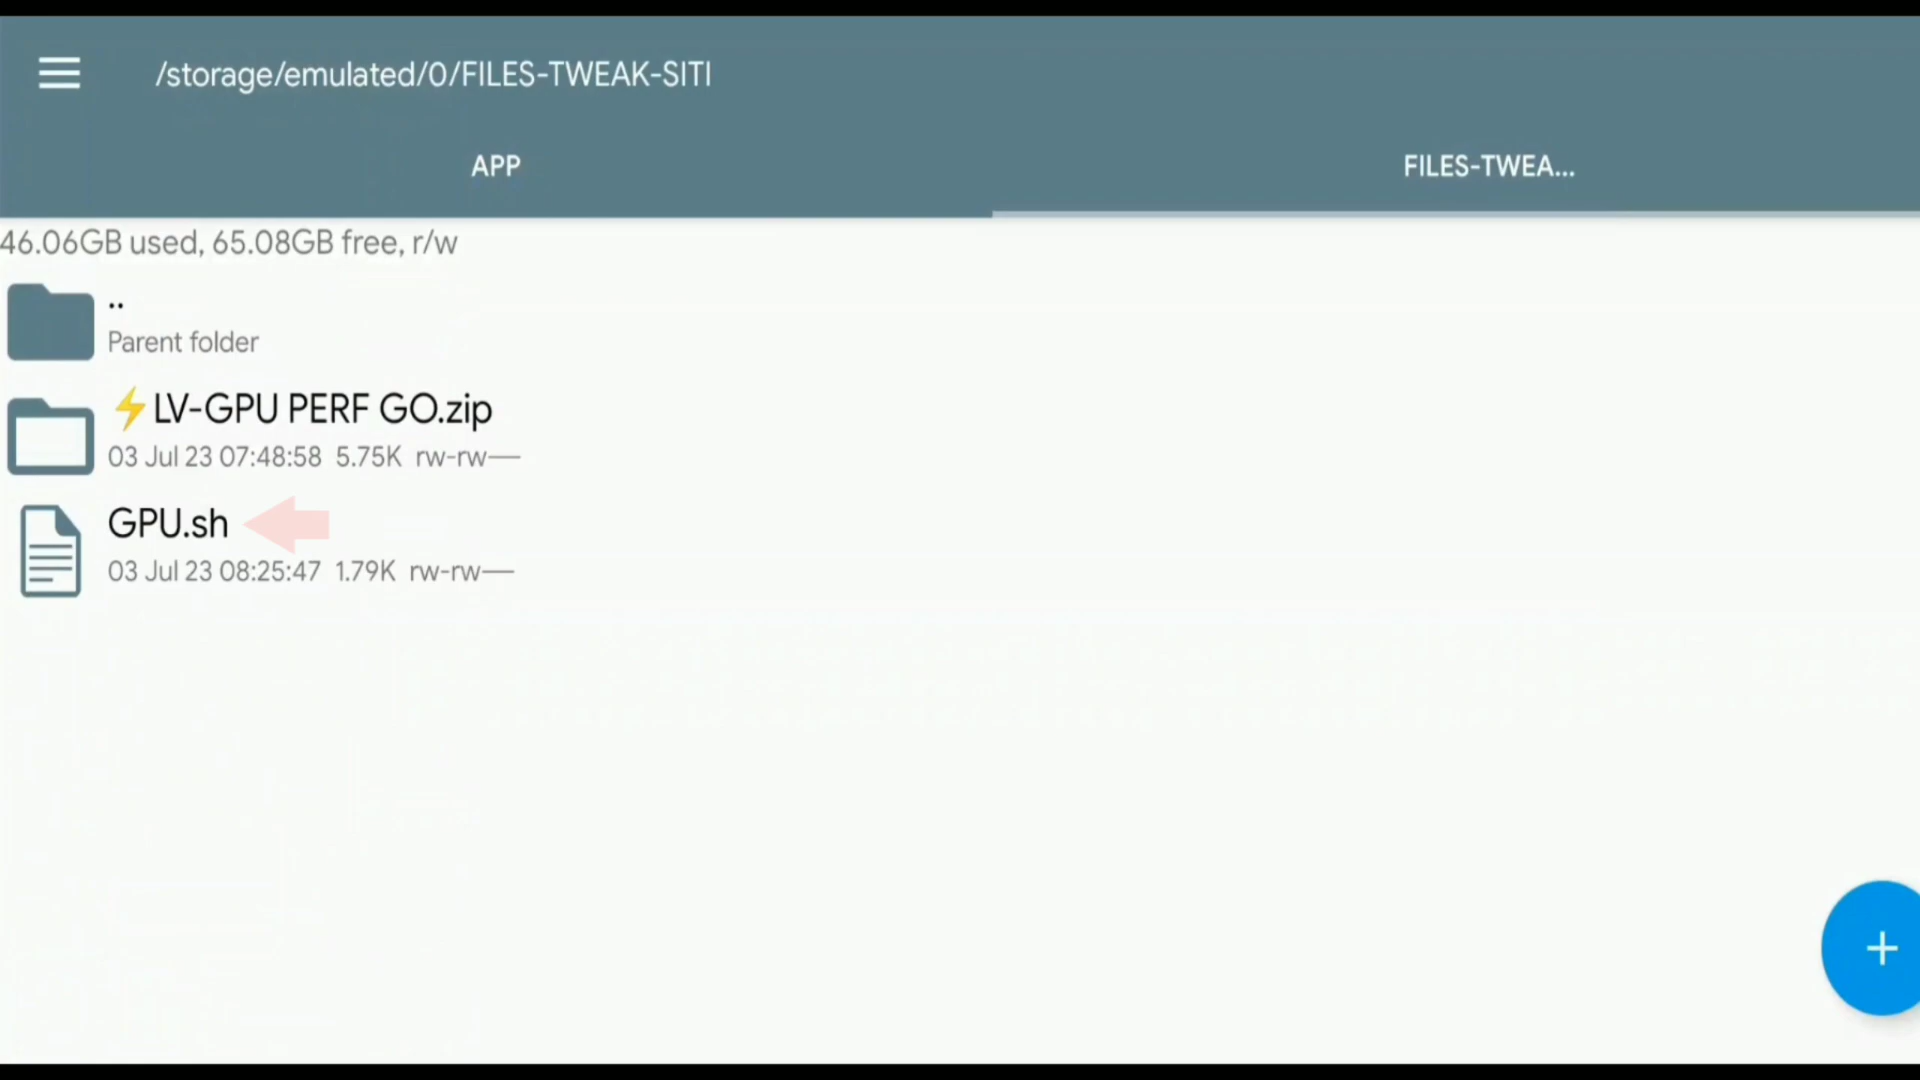 /storage/emulated/0/FILES-TWEAK-SITI
APP
FILES-TWEA...
46.06GB used, 65.08GB free, r/w
..
Parent folder
⚡LV-GPU PERF GO.zip
03 Jul 23 07:48:58 5.75K rw-rw----
GPU.sh
03 Jul 23 08:25:47 1.79K rw-rw----